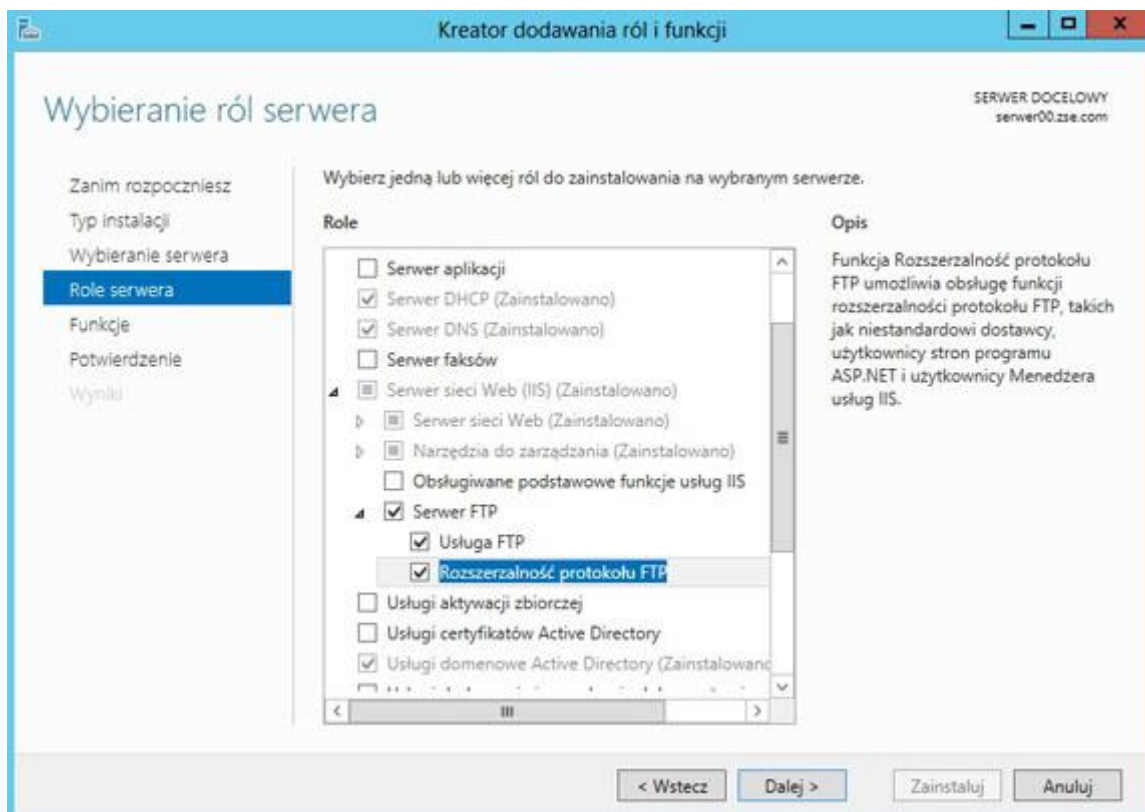 Kreator dodawania ról i funkcji
Wybieranie ról serwera
SERWER DOCELOWY
serwer00.zse.com
Zanim rozpoczniesz
Typ instalacji
Wybieranie serwera
Role serwera
Funkcje
Potwierdzenie
Wyniki
Wybierz jedną lub więcej ról do zainstalowania na wybranym serwerze.
Role
Serwer aplikacji
Serwer DHCP (Zainstalowano)
Serwer DNS (Zainstalowano)
Serwer faksów
Serwer sieci Web (IIS) (Zainstalowano)
Serwer sieci Web (Zainstalowano)
Narzędzia do zarządzania (Zainstalowano)
Obsługiwane podstawowe funkcje usług IIS
Serwer FTP
Usługa FTP
Rozszerzalność protokołu FTP
Usługi aktywacji zbiorczej
Usługi certyfikatów Active Directory
Usługi domenowe Active Directory (Zainstalowano
Opis
Funkcja Rozszerzalność protokołu
FTP umożliwia obsługę funkcji
rozszerzalności protokołu FTP, takich
jak niestandardowi dostawcy,
użytkownicy stron programu
ASP.NET i użytkownicy Menedżera
usług IIS.
< Wstecz
Dalej >
Zainstaluj
Anuluj